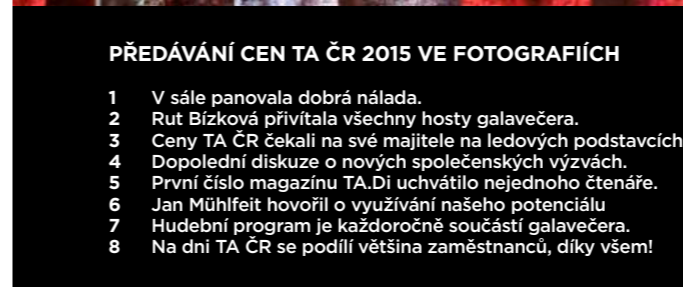 PŘEDÁVÁNÍ CEN TA ČR 2015 VE FOTOGRAFIÍCH
1 V sále panovala dobrá nálada.
2 Rut Bízková přivítala všechny hosty galavečera.
3 Ceny TA ČR čekali na své majitele na ledových podstavcích
4 Dopolední diskuze o nových společenských výzvách.
5 První číslo magazínu TA.Di uchvátilo nejednoho čtenáře.
6 Jan Mühlfeit hovořil o využívání našeho potenciálu
7 Hudební program je každoročně součástí galavečera.
8 Na dni TA ČR se podílí většina zaměstnanců, díky všem!